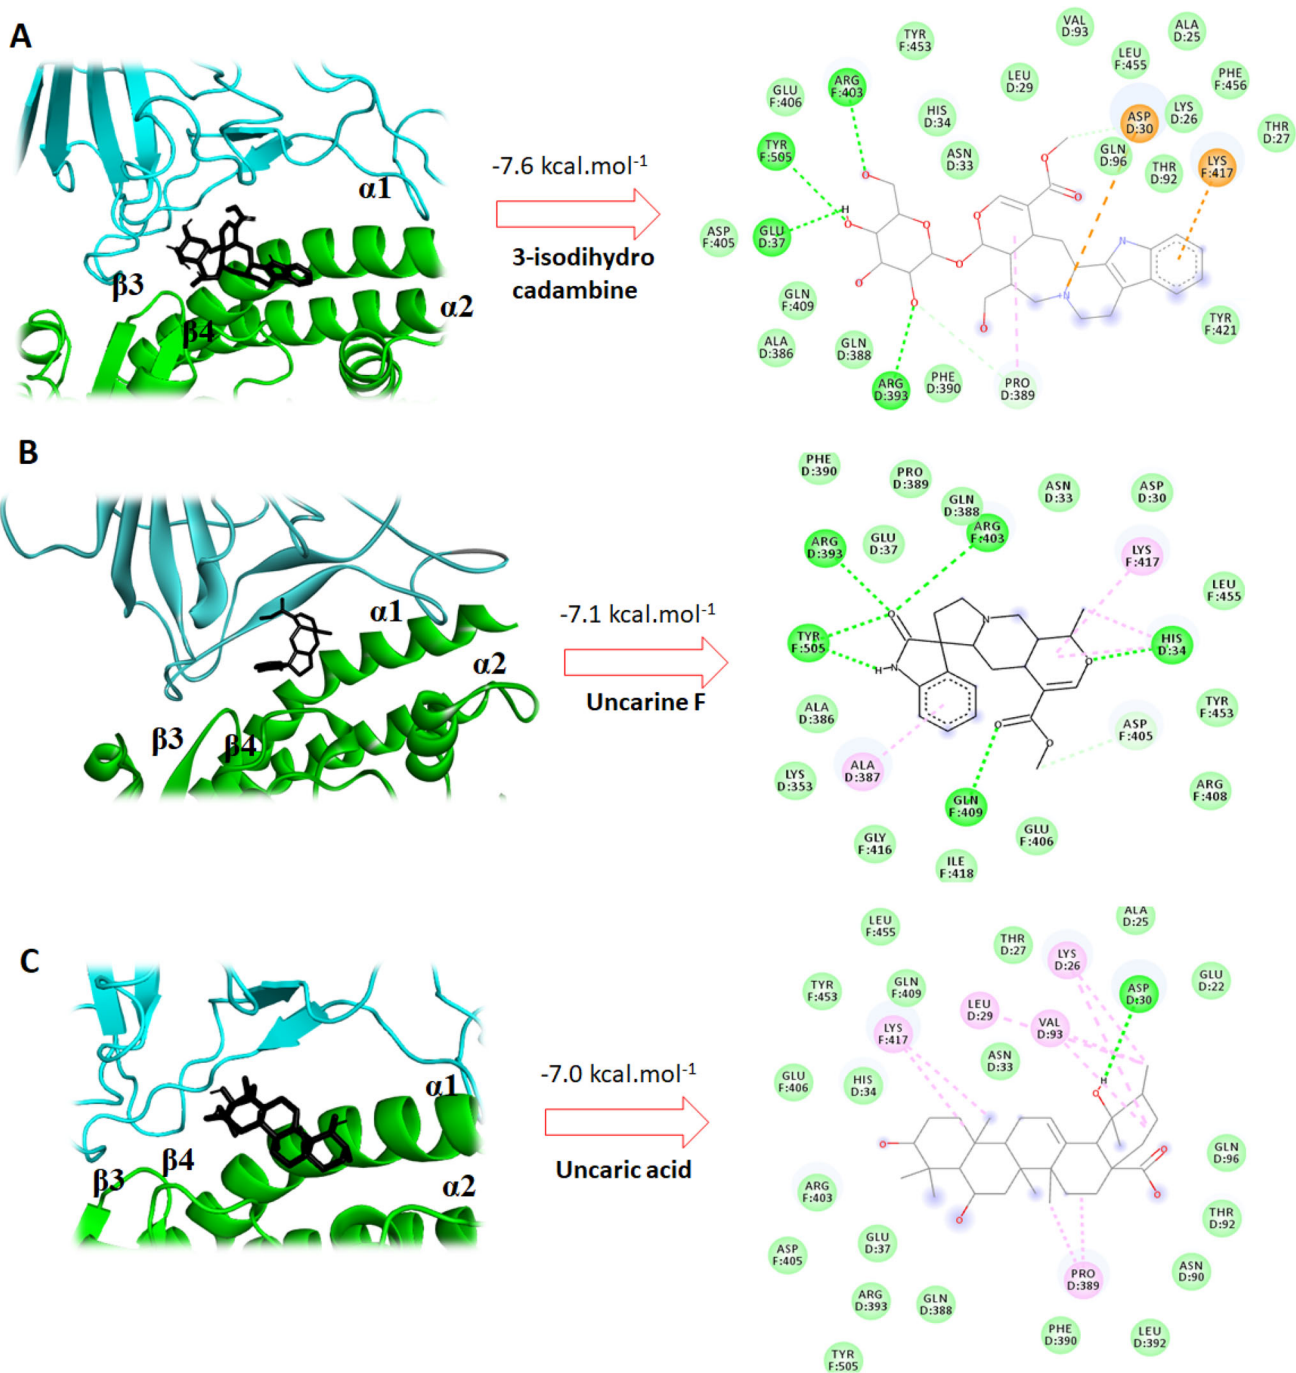 A
α1
β3
β4
α2
-7.6 kcal.mol-1
3-isodihydro
cadambine
TYR
F:453
VAL
D:93
ALA
D:25
LEU
F:455
PHE
F:456
GLU
F:406
ARG
F:403
LEU
D:29
HIS
D:34
ASP
D:30
LYS
D:26
THR
D:27
TYR
F:505
ASN
D:33
GLN
D:96
THR
D:92
LYS
F:417
ASP
F:405
GLU
D:37
GLN
F:409
ALA
D:386
GLN
D:388
ARG
D:393
PHE
D:390
PRO
D:389
TYR
F:421
H
O
O
O
O
O
O
O
O
O
O
N
+N
B
α1
α2
β3
β4
-7.1 kcal.mol-1
Uncarine F
PHE
D:390
PRO
D:389
GLN
D:388
ASN
D:33
ASP
D:30
ARG
D:393
GLU
D:37
ARG
F:403
LYS
F:417
LEU
F:455
TYR
F:505
HIS
D:34
ALA
D:386
TYR
F:453
ASP
F:405
LYS
D:353
ALA
D:387
GLN
F:409
ARG
F:408
GLY
F:416
ILE
F:418
GLU
F:406
O
H
N
N
O
O
O
C
α1
β4
β3
α2
-7.0 kcal.mol-1
Uncaric acid
LEU
F:455
THR
D:27
LYS
D:26
ALA
D:25
TYR
F:453
GLN
F:409
LEU
D:29
VAL
D:93
ASP
D:30
GLU
D:22
LYS
F:417
ASN
D:33
GLU
F:406
HIS
D:34
GLN
D:96
ARG
F:403
THR
D:92
ASP
F:405
GLU
D:37
PRO
D:389
ASN
D:90
ARG
D:393
GLN
D:388
PHE
D:390
LEU
D:392
TYR
F:505
H
O
O
O
O
O